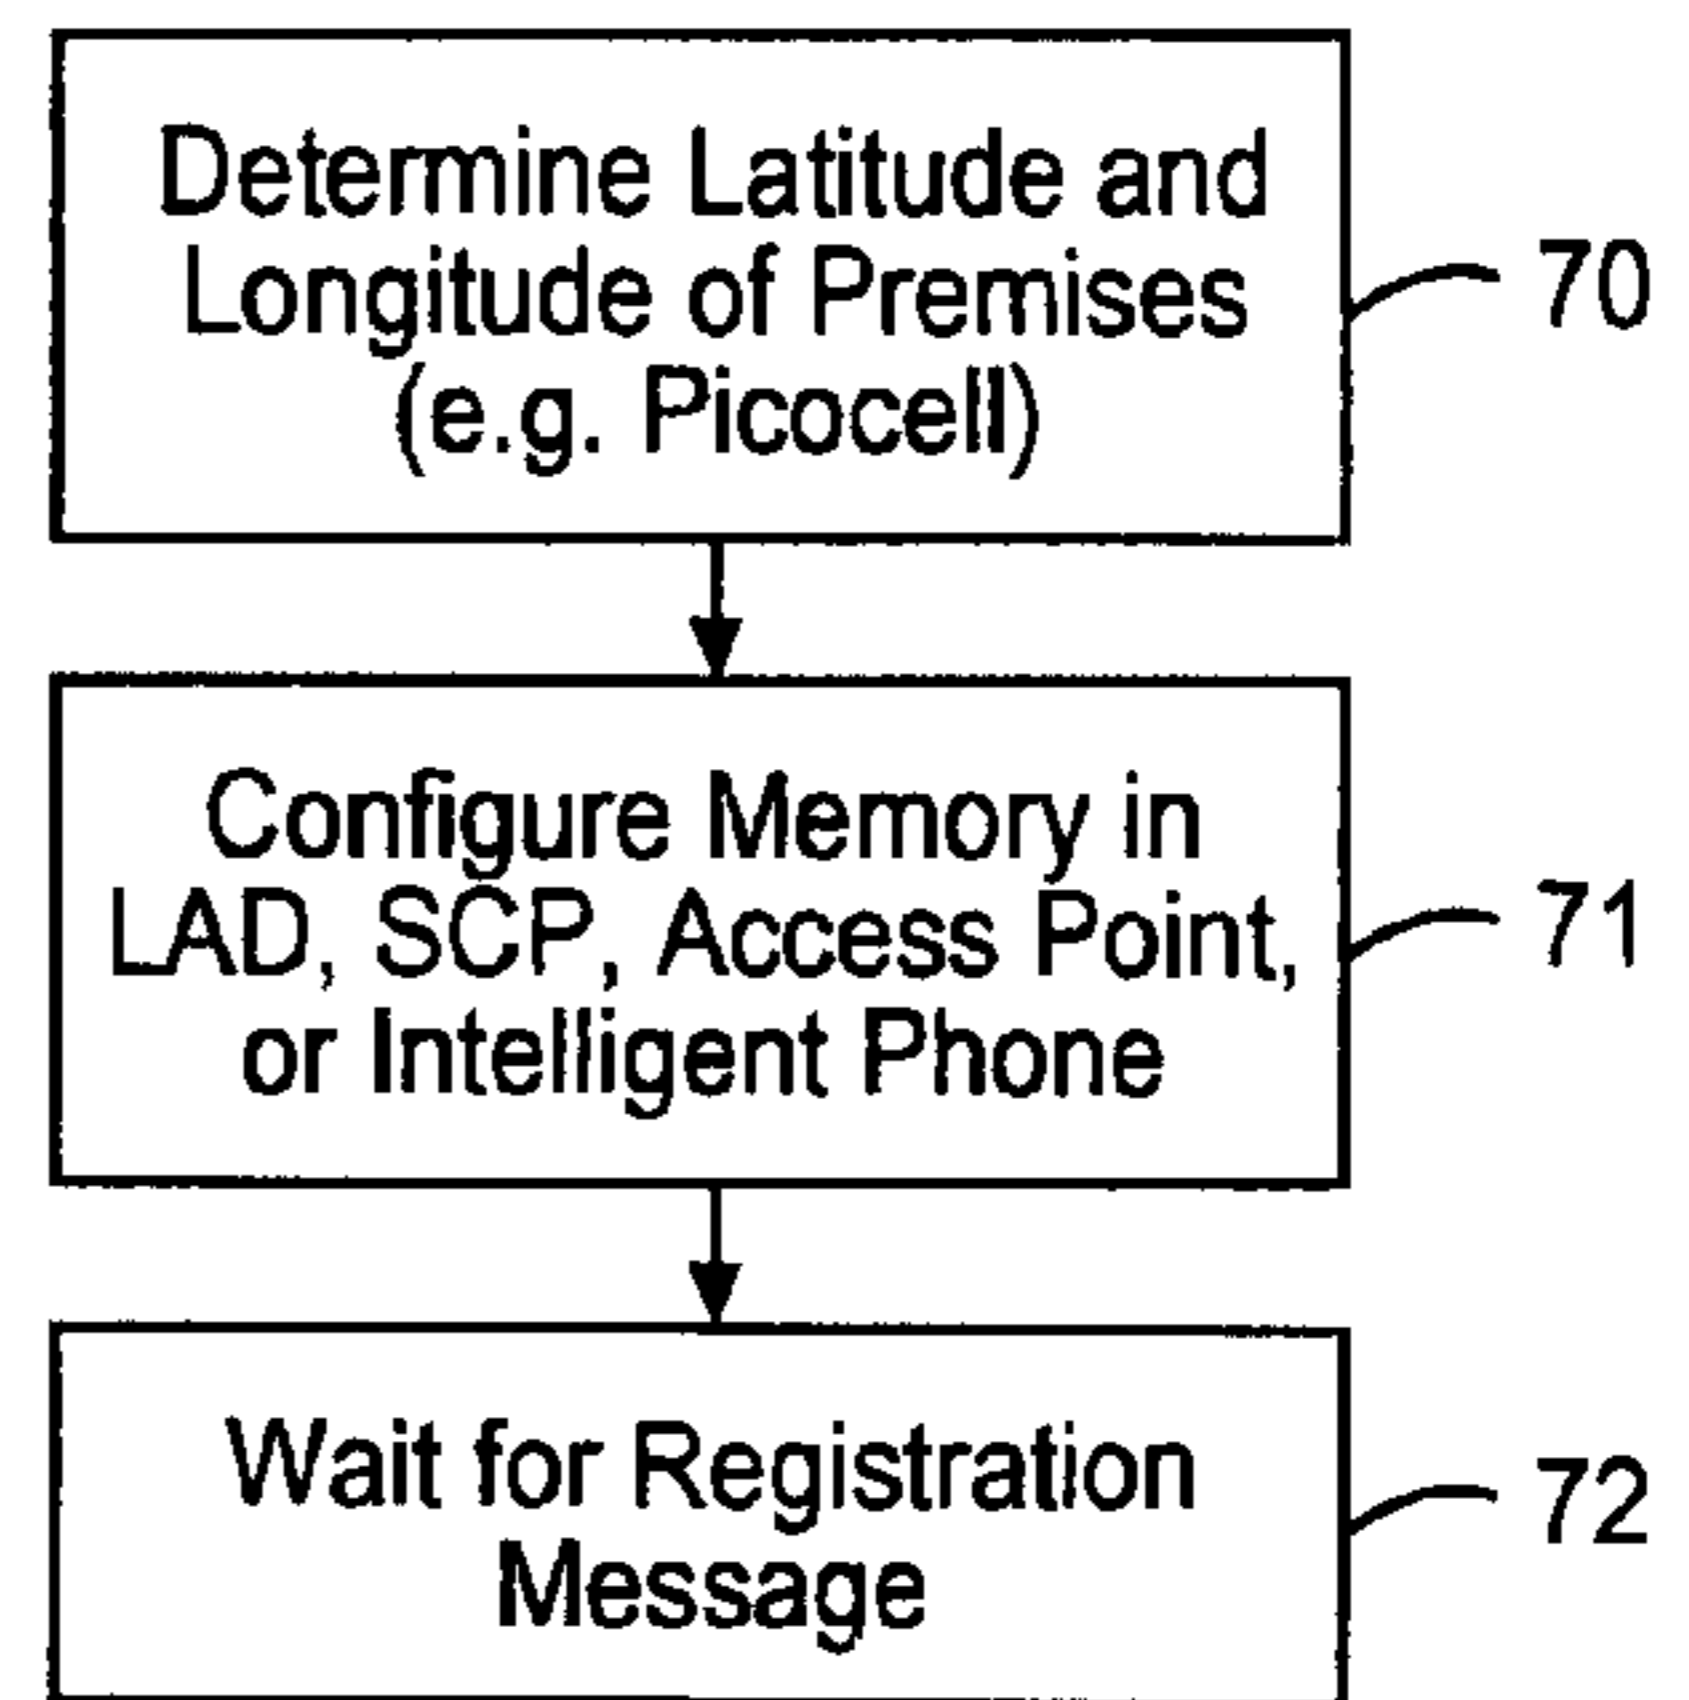 Determine Latitude and
Longitude of Premises
(e.g. Picocell)
70
Configure Memory in
LAD, SCP, Access Point,
or Intelligent Phone
71
Wait for Registration
Message
72